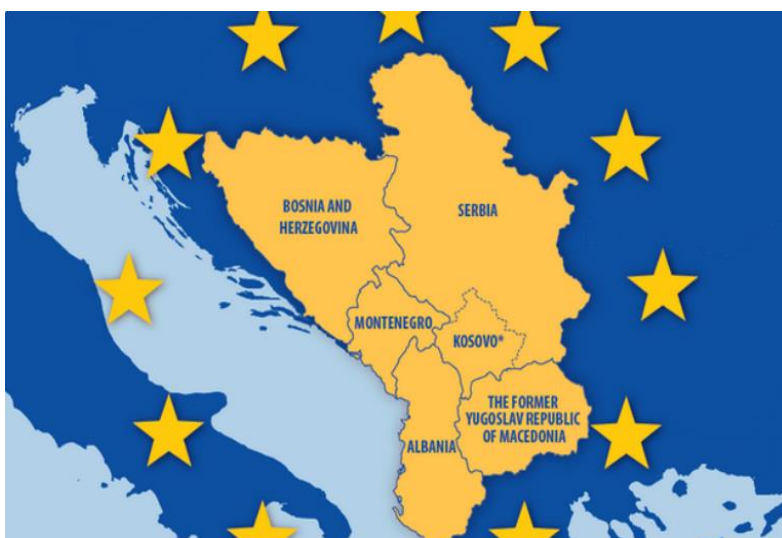 BOSNIA AND
HERZEGOVINA
SERBIA
MONTENEGRO
KOSOVO*
THE FORMER
YUGOSLAV REPUBLIC
OF MACEDONIA
ALBANIA